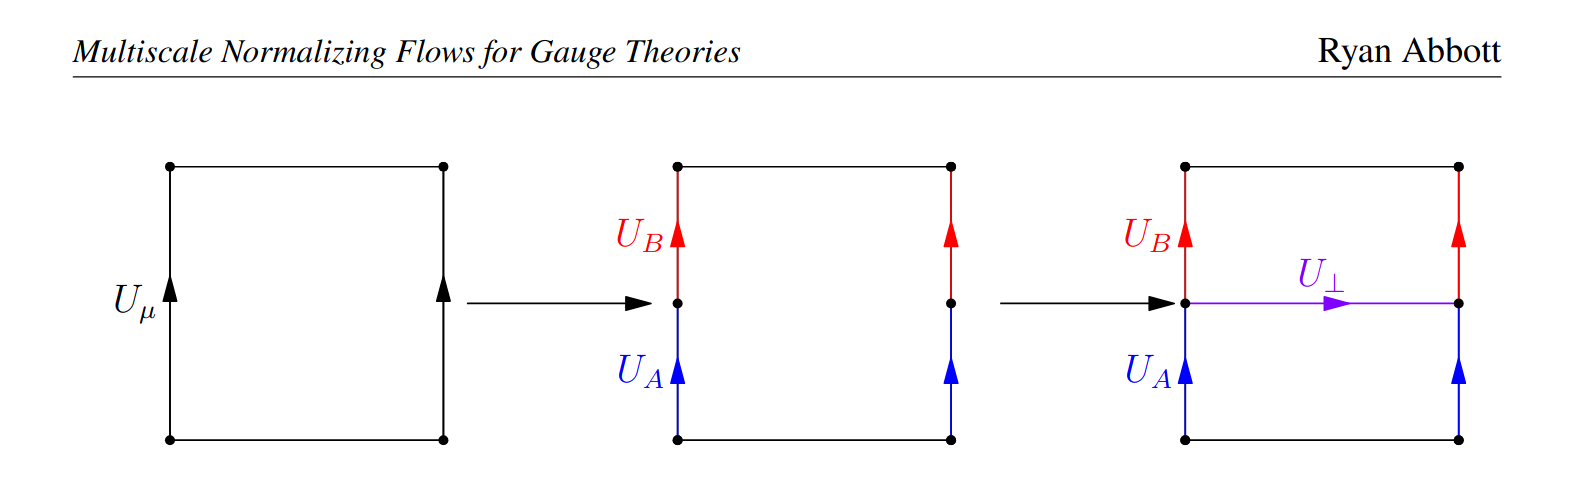 Multiscale Normalizing Flows for Gauge Theories Ryan Abbott
U_B U_B
U_⊥
U_μ
U_A U_A